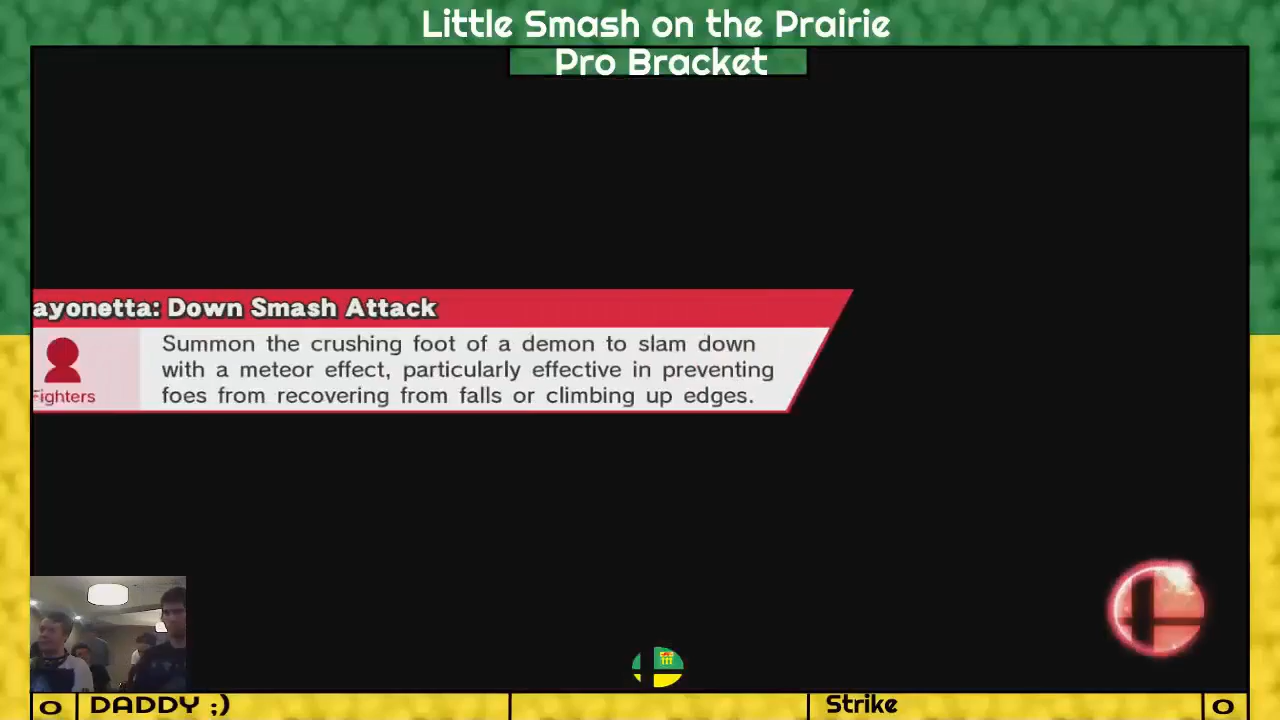 Little Smash on the Prairie
Pro Bracket
ayonetta: Down Smash Attack
Summon the crushing foot of a demon to slam down
with a meteor effect, particularly effective in preventing
foes from recovering from falls or climbing up edges.
Fighters
0 DADDY ;) Strike 0